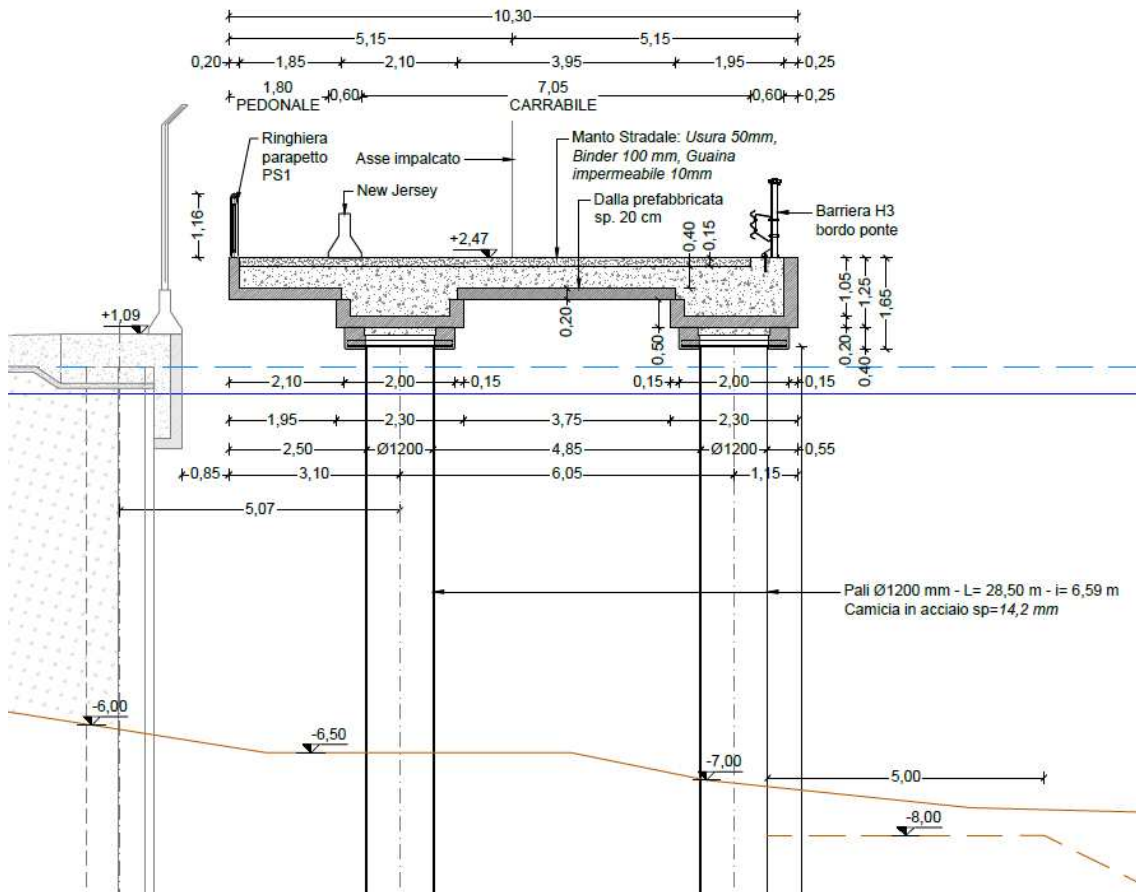 10,30
5,15 5,15
0,20 1,85 2,10 3,95 1,95 0,25
1,80 0,60 7,05 0,60 0,25
PEDONALE CARRABILE
Ringhiera
parapetto
PS1
Asse impalcato
New Jersey
Manto Stradale: Usura 50mm,
Binder 100 mm, Guaina
impermeabile 10mm
Dalla prefabbricata
sp. 20 cm
Barriera H3
bordo ponte
1,16
+2,47
0,40
0,15
1,05
1,25
1,65
0,20
0,50
0,20
0,40
+1,09
2,10 2,00 0,15 0,15 2,00 0,15
1,95 2,30 3,75 2,30
2,50 Ø1200 4,85 Ø1200 0,55
0,85 3,10 6,05 1,15
5,07
Pali Ø1200 mm - L= 28,50 m - i= 6,59 m
Camicia in acciaio sp=14,2 mm
-6,00
-6,50
-7,00
5,00
-8,00